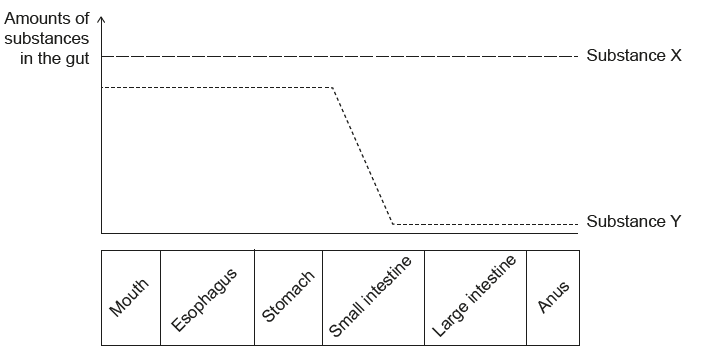 Amounts of
substances
in the gut
Substance X
Substance Y
Mouth
Esophagus
Stomach
Small intestine
Large intestine
Anus